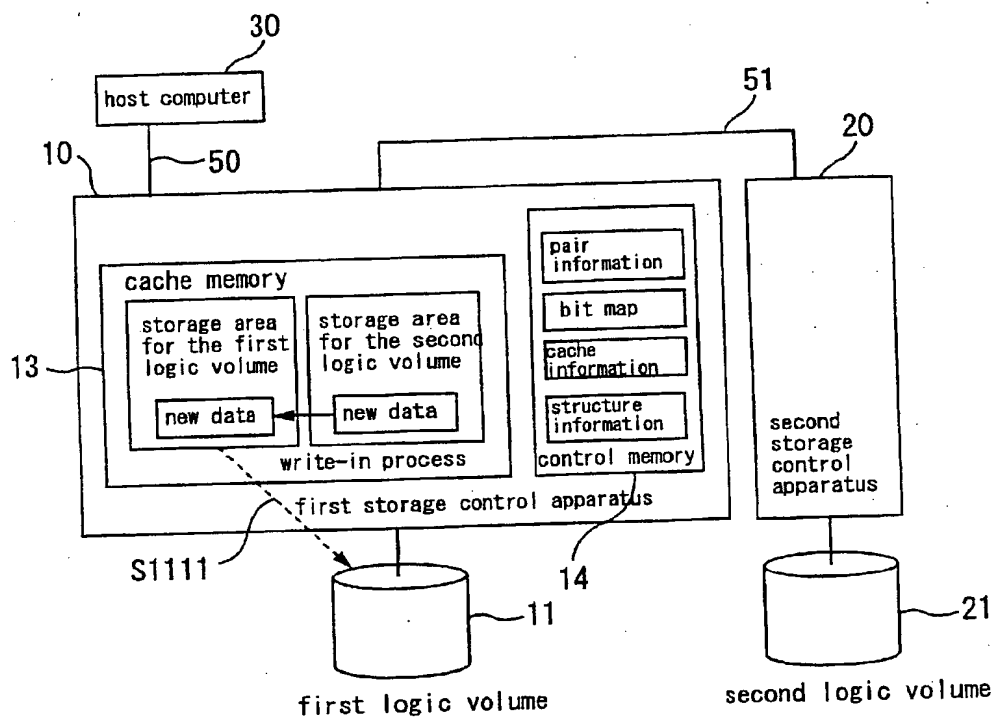 30
host computer
51
20
10
50
pair
information
cache memory
bit map
storage area
for the first
logic volume
storage area
for the second
logic volume
13
cache
information
new data
new data
structure
information
write-in process
control memory
second
storage
control
apparatus
first storage control apparatus
S1111
14
11
21
first logic volume
second logic volume